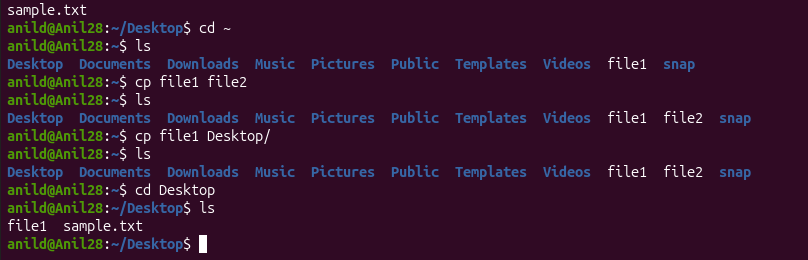 sample.txt
anild@Anil28:~/Desktop$ cd ~
anild@Anil28:~$ ls
Desktop  Documents  Downloads  Music  Pictures  Public  Templates  Videos  file1  snap
anild@Anil28:~$ cp file1 file2
anild@Anil28:~$ ls
Desktop  Documents  Downloads  Music  Pictures  Public  Templates  Videos  file1  file2  snap
anild@Anil28:~$ cp file1 Desktop/
anild@Anil28:~$ ls
Desktop  Documents  Downloads  Music  Pictures  Public  Templates  Videos  file1  file2  snap
anild@Anil28:~$ cd Desktop
anild@Anil28:~/Desktop$ ls
file1  sample.txt
anild@Anil28:~/Desktop$